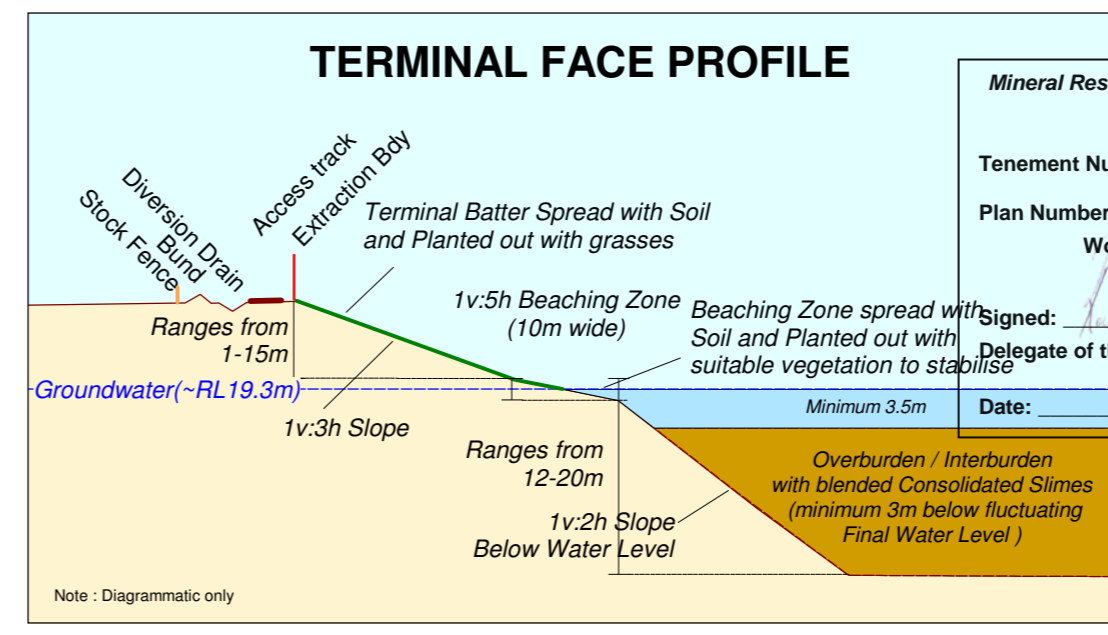 TERMINAL FACE PROFILE
Mineral Res
Tenement Nu
Plan Number
Wo
Signed:
Delegate of t
Date:
Stock Fence
Bund
Diversion Drain
Access track
Extraction Bdy
Terminal Batter Spread with Soil
and Planted out with grasses
1v:5h Beaching Zone
(10m wide)
Beaching Zone spread with
Soil and Planted out with
suitable vegetation to stabilise
Ranges from
1-15m
Groundwater(~RL19.3m)
1v:3h Slope
Minimum 3.5m
Ranges from
12-20m
Overburden / Interburden
with blended Consolidated Slimes
(minimum 3m below fluctuating
Final Water Level )
1v:2h Slope
Below Water Level
Note : Diagrammatic only